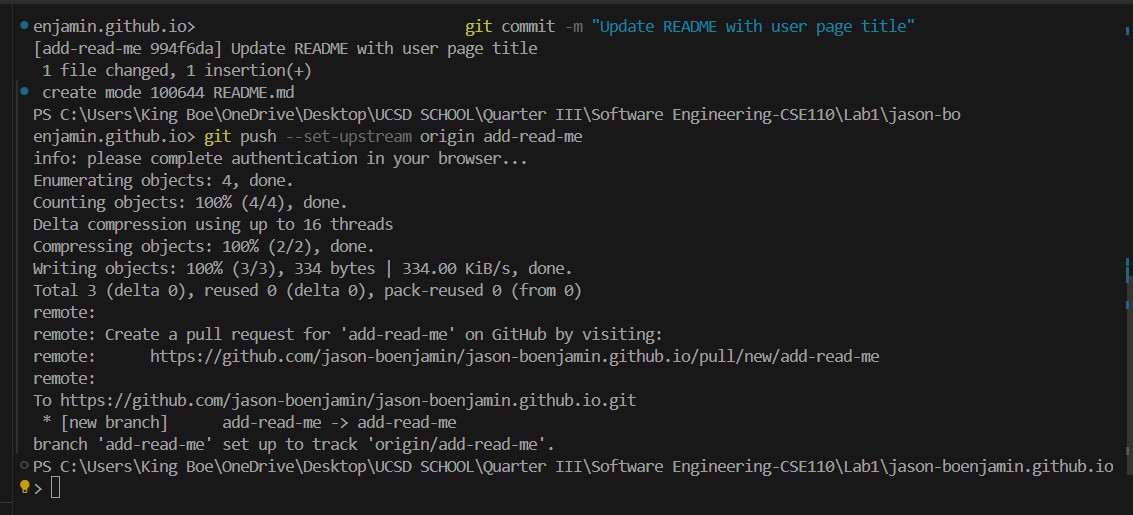 enjamin.github.io> git commit -m "Update README with user page title"
[add-read-me 994f6da] Update README with user page title
 1 file changed, 1 insertion(+)
 create mode 100644 README.md
PS C:\Users\King Boe\OneDrive\Desktop\UCSD SCHOOL\Quarter III\Software Engineering-CSE110\Lab1\jason-bo
enjamin.github.io> git push --set-upstream origin add-read-me
info: please complete authentication in your browser...
Enumerating objects: 4, done.
Counting objects: 100% (4/4), done.
Delta compression using up to 16 threads
Compressing objects: 100% (2/2), done.
Writing objects: 100% (3/3), 334 bytes | 334.00 KiB/s, done.
Total 3 (delta 0), reused 0 (delta 0), pack-reused 0 (from 0)
remote:
remote: Create a pull request for 'add-read-me' on GitHub by visiting:
remote:      https://github.com/jason-boenjamin/jason-boenjamin.github.io/pull/new/add-read-me
remote:
To https://github.com/jason-boenjamin/jason-boenjamin.github.io.git
 * [new branch]      add-read-me -> add-read-me
branch 'add-read-me' set up to track 'origin/add-read-me'.
PS C:\Users\King Boe\OneDrive\Desktop\UCSD SCHOOL\Quarter III\Software Engineering-CSE110\Lab1\jason-boenjamin.github.io
>